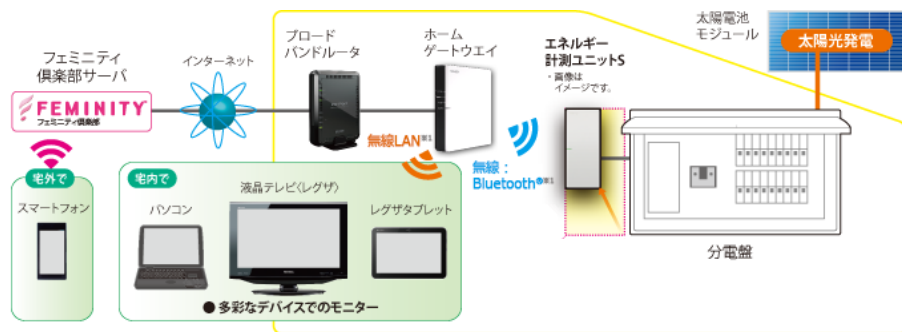 フェミニティ
倶楽部サーバ
FEMINITY
フェミニティ倶楽部
インターネット
ブロード
バンドルータ
ホーム
ゲートウエイ
エネルギー
計測ユニットS
・画像は
イメージです。
太陽電池
モジュール
太陽光発電
無線LAN※1
無線：
Bluetooth®※1
分電盤
宅外で
スマートフォン
宅内で
パソコン
液晶テレビ〈レグザ〉
レグザタブレット
●多彩なデバイスでのモニター